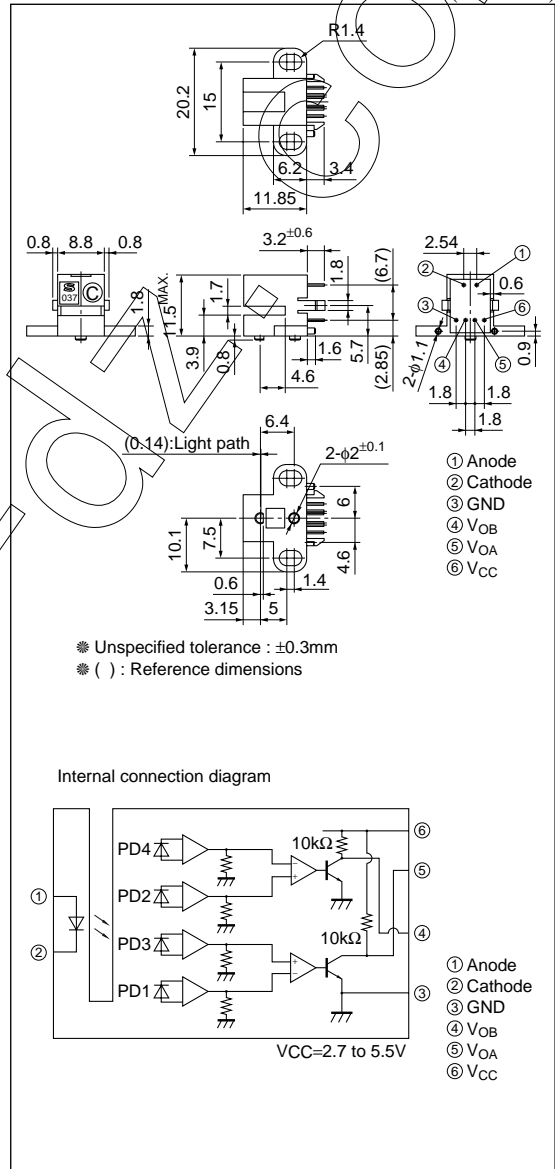 R1.4
20.2
15
6.2 3.4
11.85
0.8 8.8 0.8
S
037
C
1.8
11.5MAX.
1.7
3.9
0.8
3.2±0.6
1.8
(6.7)
4.6
1.6
5.7
(2.85)
2.54
②
①
0.6
③
⑥
④
⑤
2-φ1.1
1.8 1.8
1.8
0.9
6.4
(0.14):Light path
2-φ2±0.1
10.1
7.5
6
4.6
0.6
1.4
3.15 5
① Anode
② Cathode
③ GND
④ VOB
⑤ VOA
⑥ VCC
❋ Unspecified tolerance : ±0.3mm
❋ ( ) : Reference dimensions
Internal connection diagram
①
②
PD4
PD2
PD3
PD1
−
+
+
−
10kΩ
10kΩ
⑥
⑤
④
③
VCC=2.7 to 5.5V
① Anode
② Cathode
③ GND
④ VOB
⑤ VOA
⑥ VCC